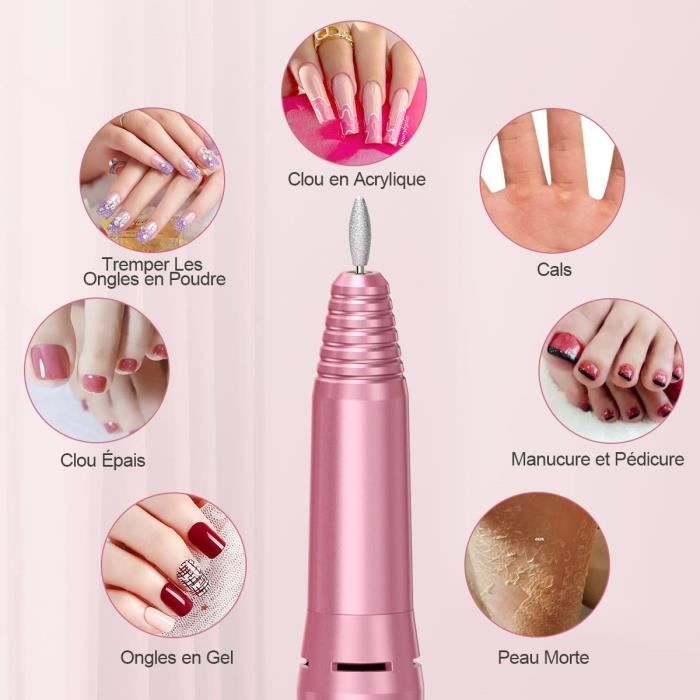 Clou en Acrylique
Tremper Les
Ongles en Poudre
Cals
Clou Épais
Manucure et Pédicure
Ongles en Gel
Peau Morte